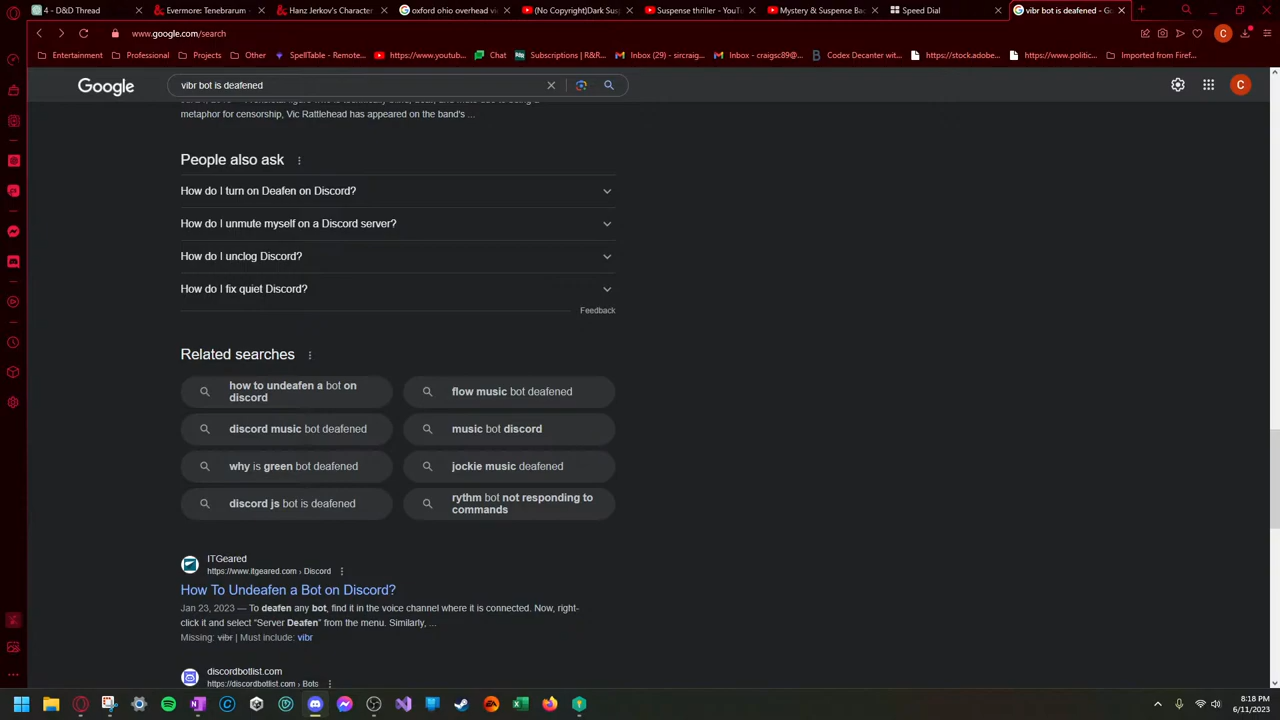 4 - D&D Thread
Evermore: Tenebrarum -
Hanz Jerkov's Character
oxford ohio overhead vi
(No Copyright)Dark Sus
Suspense thriller - YouTu
Mystery & Suspense Bac
Speed Dial
vibr bot is deafened - Go
www.google.com/search
Entertainment
Professional
Projects
Other
SpellTable - Remote...
https://www.youtub...
Chat
Subscriptions | R&R...
Inbox (29) - sircraig...
Inbox - craigsc89@...
Codex Decanter wit...
https://stock.adobe...
https://www.politic...
Imported from Firef...
Google
vibr bot is deafened
C
metaphor for censorship, Vic Rattlehead has appeared on the band's ...
People also ask
How do I turn on Deafen on Discord?
How do I unmute myself on a Discord server?
How do I unclog Discord?
How do I fix quiet Discord?
Feedback
Related searches
how to undeafen a bot on
discord
flow music bot deafened
discord music bot deafened
music bot discord
why is green bot deafened
jockie music deafened
discord js bot is deafened
rythm bot not responding to
commands
ITGeared
https://www.itgeared.com › Discord
How To Undeafen a Bot on Discord?
Jan 23, 2023 — To deafen any bot, find it in the voice channel where it is connected. Now, right-
click it and select “Server Deafen” from the menu. Similarly, ...
Missing: vibr | Must include: vibr
discordbotlist.com
https://discordbotlist.com › Bots
8:18 PM
6/11/2023